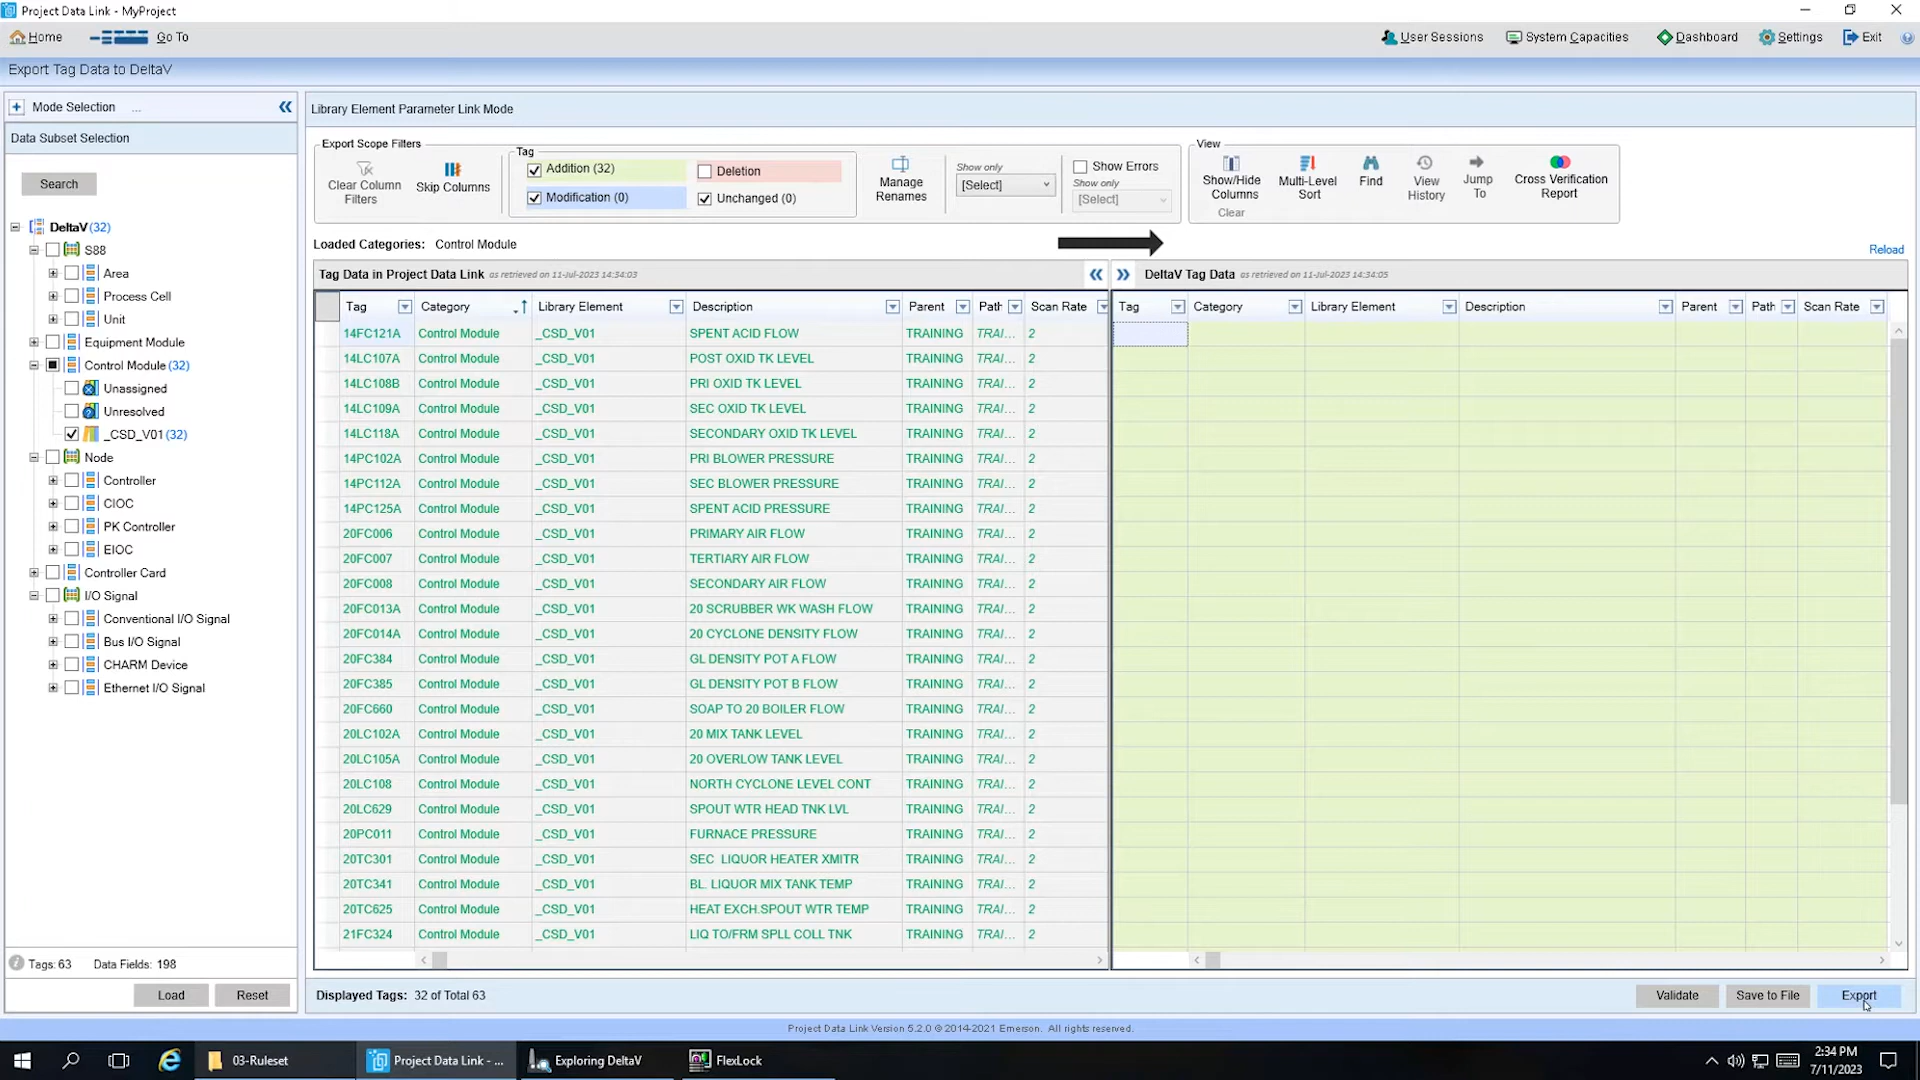 Project Data Link - MyProject
Home Go To User Sessions System Capacities Dashboard Settings Exit
Export Tag Data to DeltaV
Mode Selection ...
Data Subset Selection
Search
DeltaV (32)
S88
Area
Process Cell
Unit
Equipment Module
Control Module (32)
Unassigned
Unresolved
_CSD_V01 (32)
Node
Controller
CIOC
PK Controller
EIOC
Controller Card
I/O Signal
Conventional I/O Signal
Bus I/O Signal
CHARM Device
Ethernet I/O Signal
Tags: 63 Data Fields: 198
Load Reset
Library Element Parameter Link Mode
Export Scope Filters
Clear Column Filters
Skip Columns
Tag
Addition (32)
Deletion
Modification (0)
Unchanged (0)
Manage Renames
Show only
[Select]
Show Errors
Show only
[Select]
View
Show/Hide Columns
Clear
Multi-Level Sort
Find
View History
Jump To
Cross Verification Report
Loaded Categories: Control Module
Reload
Tag Data in Project Data Link as retrieved on 11-Jul-2023 14:34:03
Tag Category Library Element Description Parent Path Scan Rate
14FC121A Control Module _CSD_V01 SPENT ACID FLOW TRAINING TRAI... 2
14LC107A Control Module _CSD_V01 POST OXID TK LEVEL TRAINING TRAI... 2
14LC108B Control Module _CSD_V01 PRI OXID TK LEVEL TRAINING TRAI... 2
14LC109A Control Module _CSD_V01 SEC OXID TK LEVEL TRAINING TRAI... 2
14LC118A Control Module _CSD_V01 SECONDARY OXID TK LEVEL TRAINING TRAI... 2
14PC102A Control Module _CSD_V01 PRI BLOWER PRESSURE TRAINING TRAI... 2
14PC112A Control Module _CSD_V01 SEC BLOWER PRESSURE TRAINING TRAI... 2
14PC125A Control Module _CSD_V01 SPENT ACID PRESSURE TRAINING TRAI... 2
20FC006 Control Module _CSD_V01 PRIMARY AIR FLOW TRAINING TRAI... 2
20FC007 Control Module _CSD_V01 TERTIARY AIR FLOW TRAINING TRAI... 2
20FC008 Control Module _CSD_V01 SECONDARY AIR FLOW TRAINING TRAI... 2
20FC013A Control Module _CSD_V01 20 SCRUBBER WK WASH FLOW TRAINING TRAI... 2
20FC014A Control Module _CSD_V01 20 CYCLONE DENSITY FLOW TRAINING TRAI... 2
20FC384 Control Module _CSD_V01 GL DENSITY POT A FLOW TRAINING TRAI... 2
20FC385 Control Module _CSD_V01 GL DENSITY POT B FLOW TRAINING TRAI... 2
20FC660 Control Module _CSD_V01 SOAP TO 20 BOILER FLOW TRAINING TRAI... 2
20LC102A Control Module _CSD_V01 20 MIX TANK LEVEL TRAINING TRAI... 2
20LC105A Control Module _CSD_V01 20 OVERLOW TANK LEVEL TRAINING TRAI... 2
20LC108 Control Module _CSD_V01 NORTH CYCLONE LEVEL CONT TRAINING TRAI... 2
20LC629 Control Module _CSD_V01 SPOUT WTR HEAD TNK LVL TRAINING TRAI... 2
20PC011 Control Module _CSD_V01 FURNACE PRESSURE TRAINING TRAI... 2
20TC301 Control Module _CSD_V01 SEC LIQUOR HEATER XMITR TRAINING TRAI... 2
20TC341 Control Module _CSD_V01 BL. LIQUOR MIX TANK TEMP TRAINING TRAI... 2
20TC625 Control Module _CSD_V01 HEAT EXCH.SPOUT WTR TEMP TRAINING TRAI... 2
21FC324 Control Module _CSD_V01 LIQ TO/FRM SPLL COLL TNK TRAINING TRAI... 2
DeltaV Tag Data as retrieved on 11-Jul-2023 14:34:05
Tag Category Library Element Description Parent Path Scan Rate
Displayed Tags: 32 of Total 63
Validate Save to File Export
Project Data Link Version 5.2.0 © 2014-2021 Emerson. All rights reserved.
03-Ruleset Project Data Link - ... Exploring DeltaV FlexLock
2:34 PM
7/11/2023